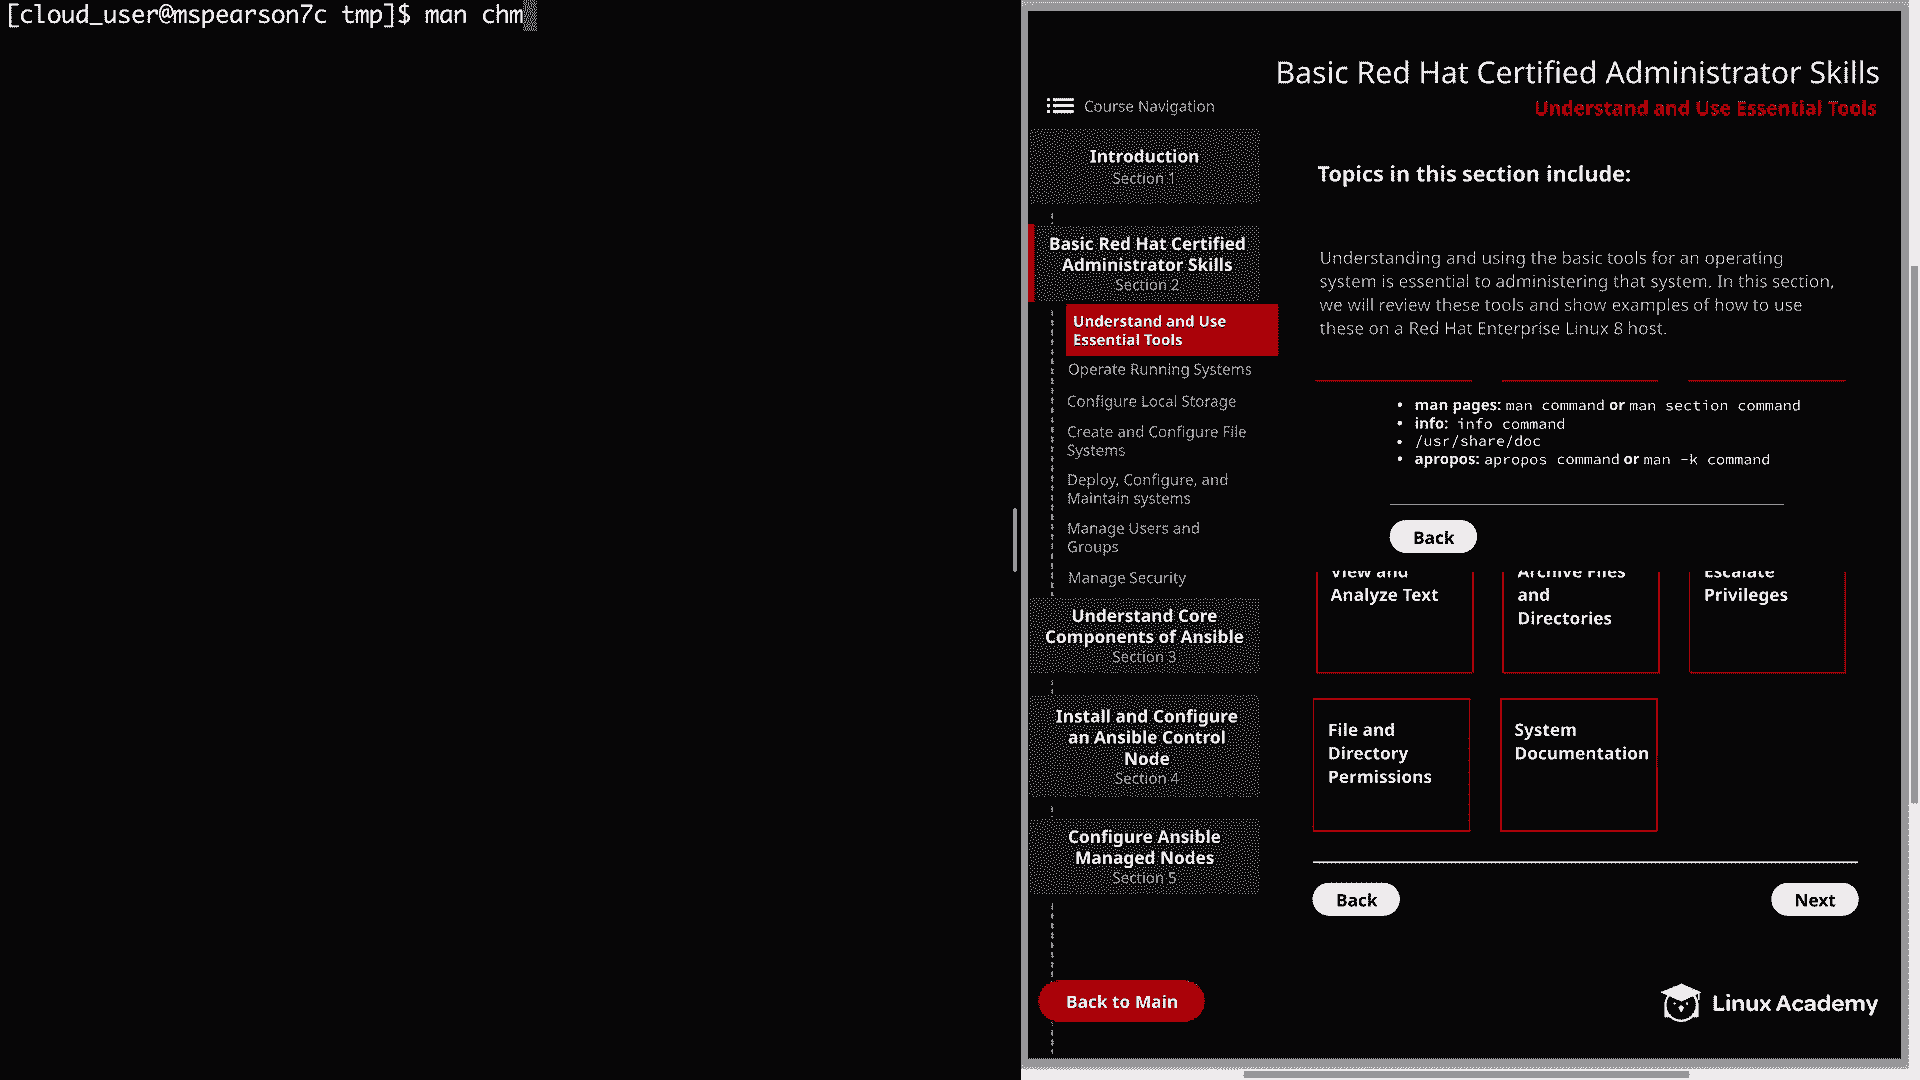 [cloud_user@mspearson7c tmp]$ man chm
Basic Red Hat Certified Administrator Skills
Understand and Use Essential Tools
Course Navigation
Introduction
Section 1
Basic Red Hat Certified
Administrator Skills
Section 2
Understand and Use
Essential Tools
Operate Running Systems
Configure Local Storage
Create and Configure File
Systems
Deploy, Configure, and
Maintain systems
Manage Users and
Groups
Manage Security
Understand Core
Components of Ansible
Section 3
Install and Configure
an Ansible Control
Node
Section 4
Configure Ansible
Managed Nodes
Section 5
Back to Main
Topics in this section include:
Understanding and using the basic tools for an operating
system is essential to administering that system. In this section,
we will review these tools and show examples of how to use
these on a Red Hat Enterprise Linux 8 host.
• man pages: man command or man section command
• info: info command
• /usr/share/doc
• apropos: apropos command or man -k command
Back
View and
Analyze Text
Archive Files
and
Directories
Escalate
Privileges
File and
Directory
Permissions
System
Documentation
Back
Next
Linux Academy